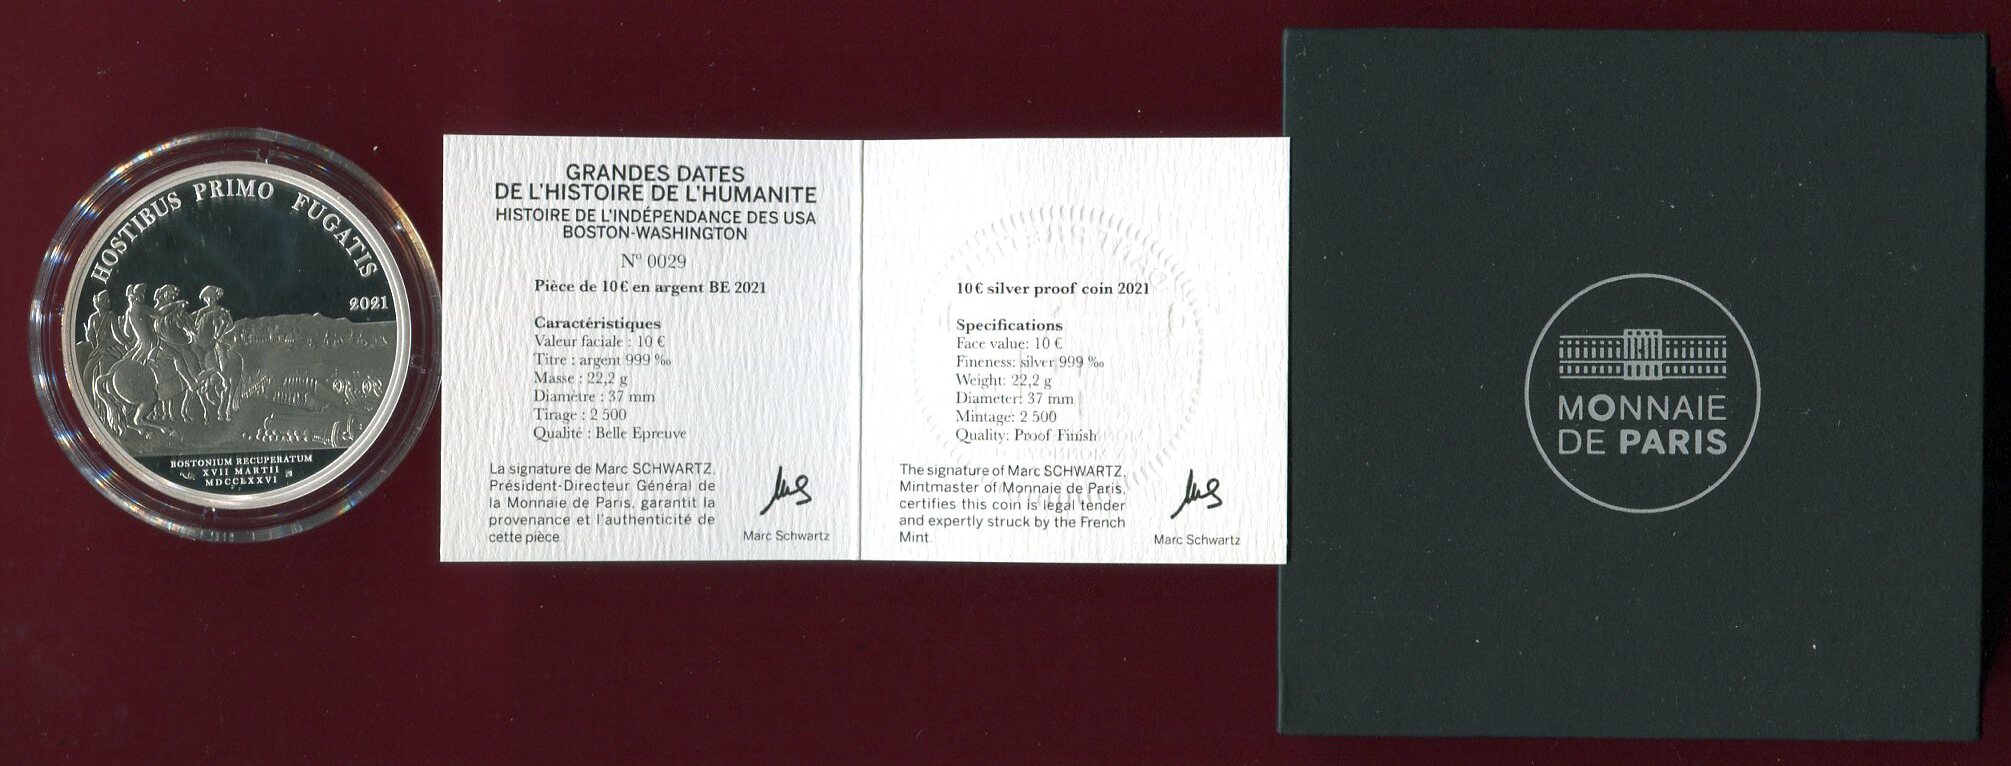 HOSTIBUS PRIMO FUGATIS
2021
BOSTONIUM RECUPERATUM
XVII MARTII
MDCCLXXVI
GRANDES DATES
DE L'HISTOIRE DE L'HUMANITE
HISTOIRE DE L'INDÉPENDANCE DES USA
BOSTON-WASHINGTON
N° 0029
Pièce de 10 € en argent BE 2021
Caractéristiques
Valeur faciale : 10 €
Titre : argent 999 ‰
Masse : 22,2 g
Diamètre : 37 mm
Tirage : 2 500
Qualité : Belle Epreuve
La signature de Marc SCHWARTZ,
Président-Directeur Général de
la Monnaie de Paris, garantit la
provenance et l'authenticité de
cette pièce.
Marc Schwartz
10 € silver proof coin 2021
Specifications
Face value: 10 €
Fineness: silver 999 ‰
Weight: 22,2 g
Diameter: 37 mm
Mintage: 2 500
Quality: Proof Finish
The signature of Marc SCHWARTZ,
Mintmaster of Monnaie de Paris,
certifies this coin is legal tender
and expertly struck by the French
Mint.
Marc Schwartz
MONNAIE
DE PARIS